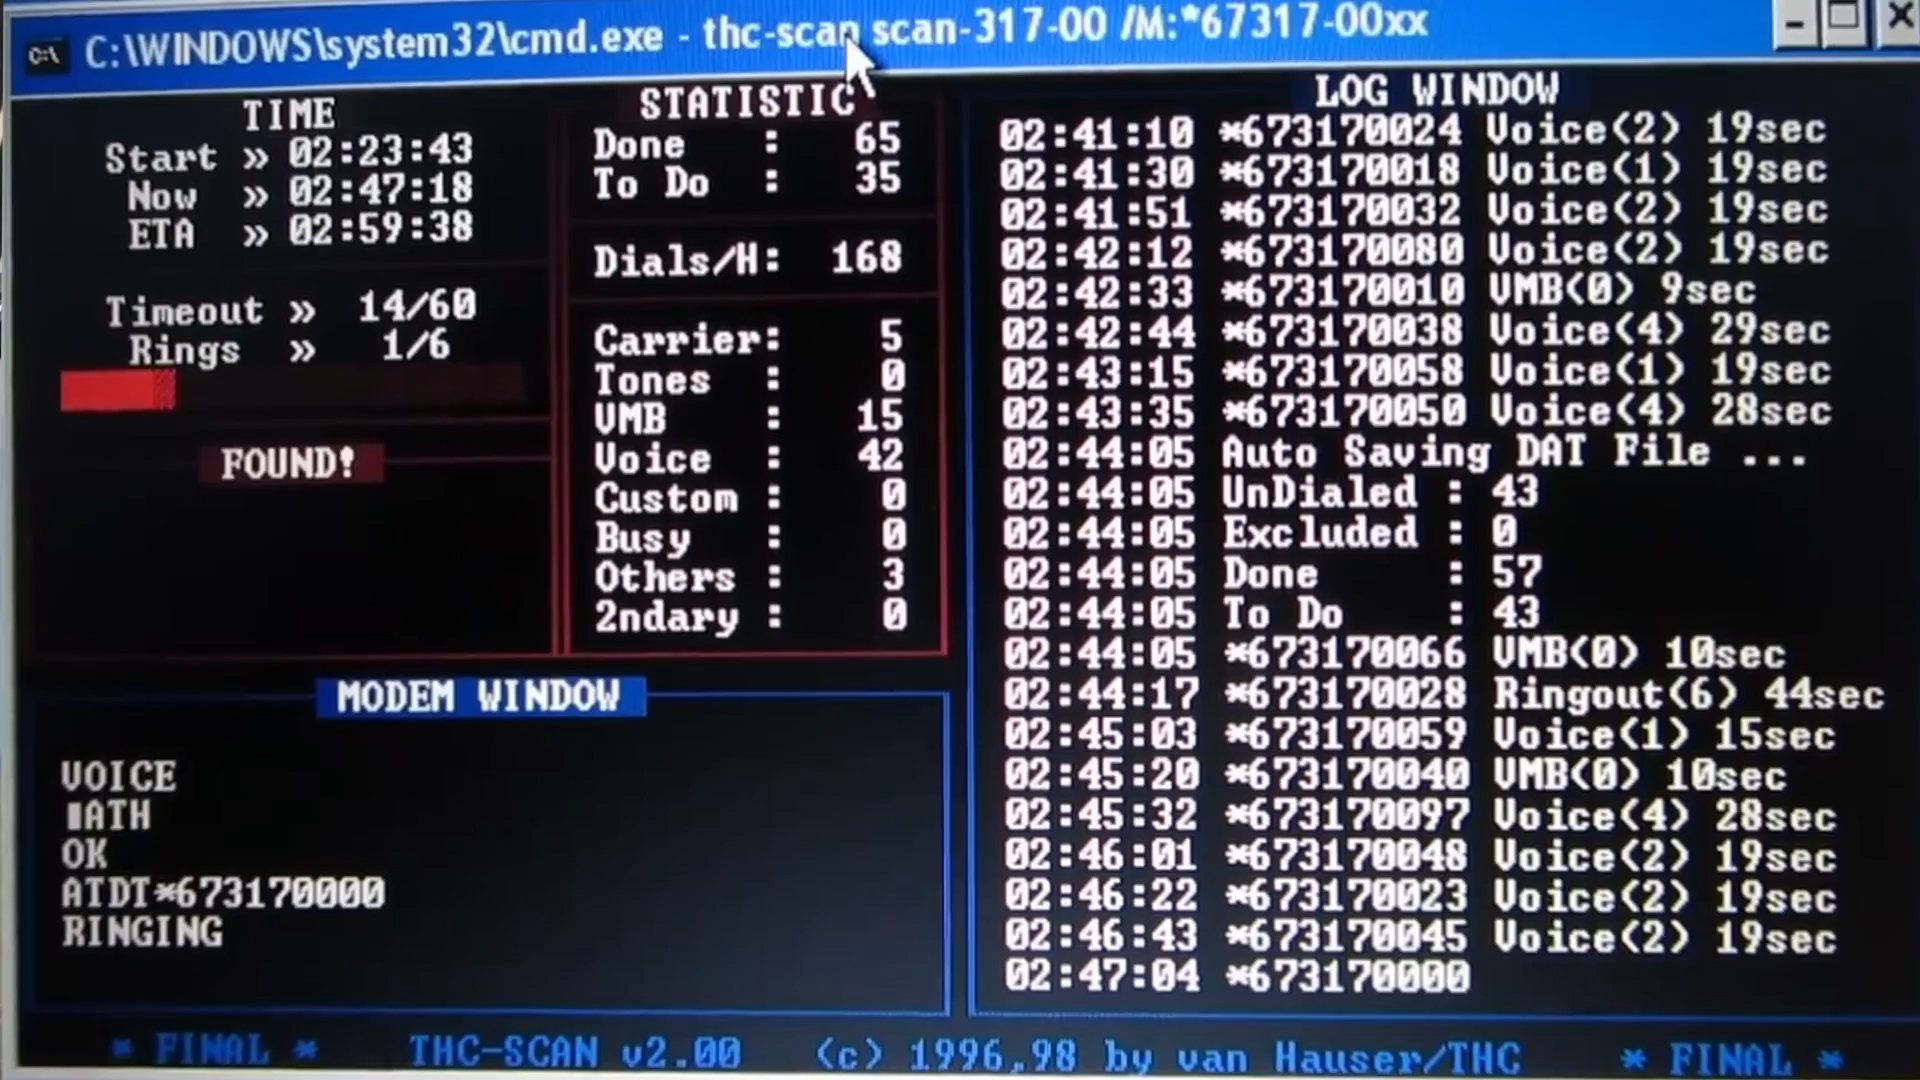 C:\WINDOWS\system32\cmd.exe - thc-scan scan-317-00 /M:*67317-00xx
TIME
Start » 02:23:43
Now » 02:47:18
ETA » 02:59:38
Timeout » 14/60
Rings » 1/6
FOUND!
STATISTIC
Done : 65
To Do : 35
Dials/H: 168
Carrier: 5
Tones : 0
VMB : 15
Voice : 42
Custom : 0
Busy : 0
Others : 3
2ndary : 0
MODEM WINDOW
VOICE
ATH
OK
ATDT*673170000
RINGING
LOG WINDOW
02:41:10 *673170024 Voice(2) 19sec
02:41:30 *673170018 Voice(1) 19sec
02:41:51 *673170032 Voice(2) 19sec
02:42:12 *673170080 Voice(2) 19sec
02:42:33 *673170010 VMB(0) 9sec
02:42:44 *673170038 Voice(4) 29sec
02:43:15 *673170058 Voice(1) 19sec
02:43:35 *673170050 Voice(4) 28sec
02:44:05 Auto Saving DAT File ...
02:44:05 UnDialed : 43
02:44:05 Excluded : 0
02:44:05 Done : 57
02:44:05 To Do : 43
02:44:05 *673170066 VMB(0) 10sec
02:44:17 *673170028 Ringout(6) 44sec
02:45:03 *673170059 Voice(1) 15sec
02:45:20 *673170040 VMB(0) 10sec
02:45:32 *673170097 Voice(4) 28sec
02:46:01 *673170048 Voice(2) 19sec
02:46:22 *673170023 Voice(2) 19sec
02:46:43 *673170045 Voice(2) 19sec
02:47:04 *673170000
* FINAL * THC-SCAN v2.00 (c) 1996,98 by van Hauser/THC * FINAL *